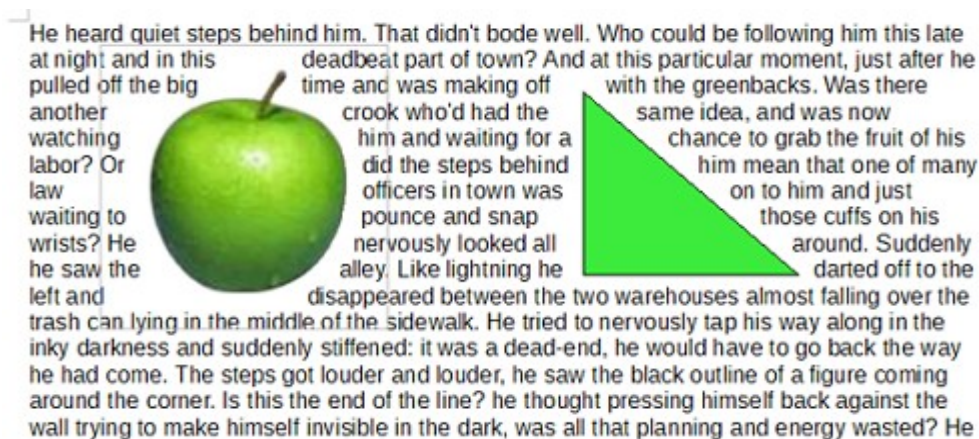 He heard quiet steps behind him. That didn't bode well. Who could be following him this late
at night and in this deadbeat part of town? And at this particular moment, just after he
pulled off the big time and was making off with the greenbacks. Was there
another crook who'd had the same idea, and was now
watching him and waiting for a chance to grab the fruit of his
labor? Or did the steps behind him mean that one of many
law officers in town was on to him and just
waiting to pounce and snap those cuffs on his
wrists? He nervously looked all around. Suddenly
he saw the alley. Like lightning he darted off to the
left and disappeared between the two warehouses almost falling over the
trash can lying in the middle of the sidewalk. He tried to nervously tap his way along in the
inky darkness and suddenly stiffened: it was a dead-end, he would have to go back the way
he had come. The steps got louder and louder, he saw the black outline of a figure coming
around the corner. Is this the end of the line? he thought pressing himself back against the
wall trying to make himself invisible in the dark, was all that planning and energy wasted? He